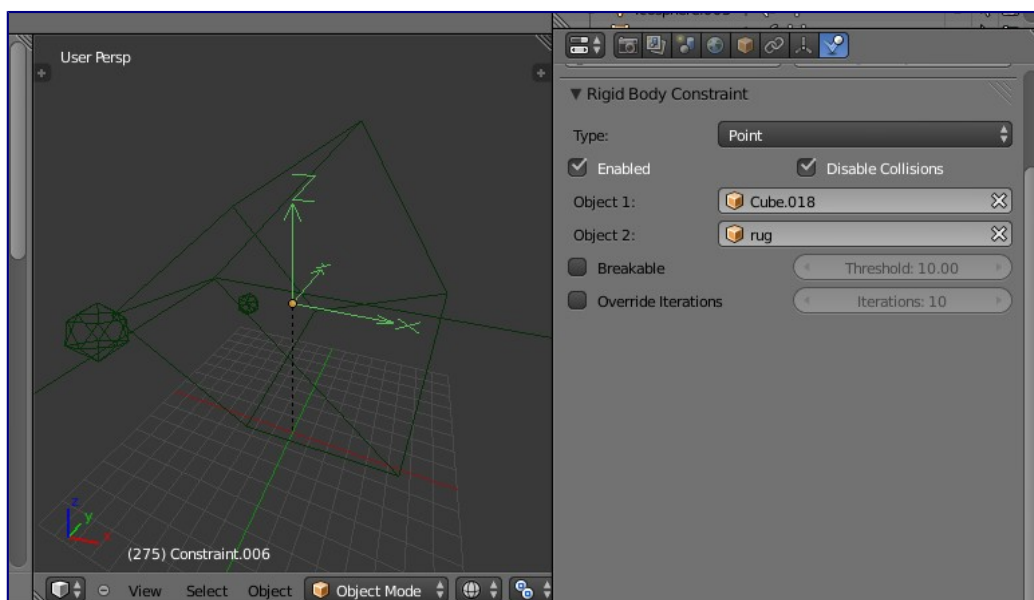 User Persp
Z
Y
X
z
y
x
(275) Constraint.006
View Select Object Object Mode
Rigid Body Constraint
Type: Point
Enabled Disable Collisions
Object 1: Cube.018
Object 2: rug
Breakable Threshold: 10.00
Override Iterations Iterations: 10